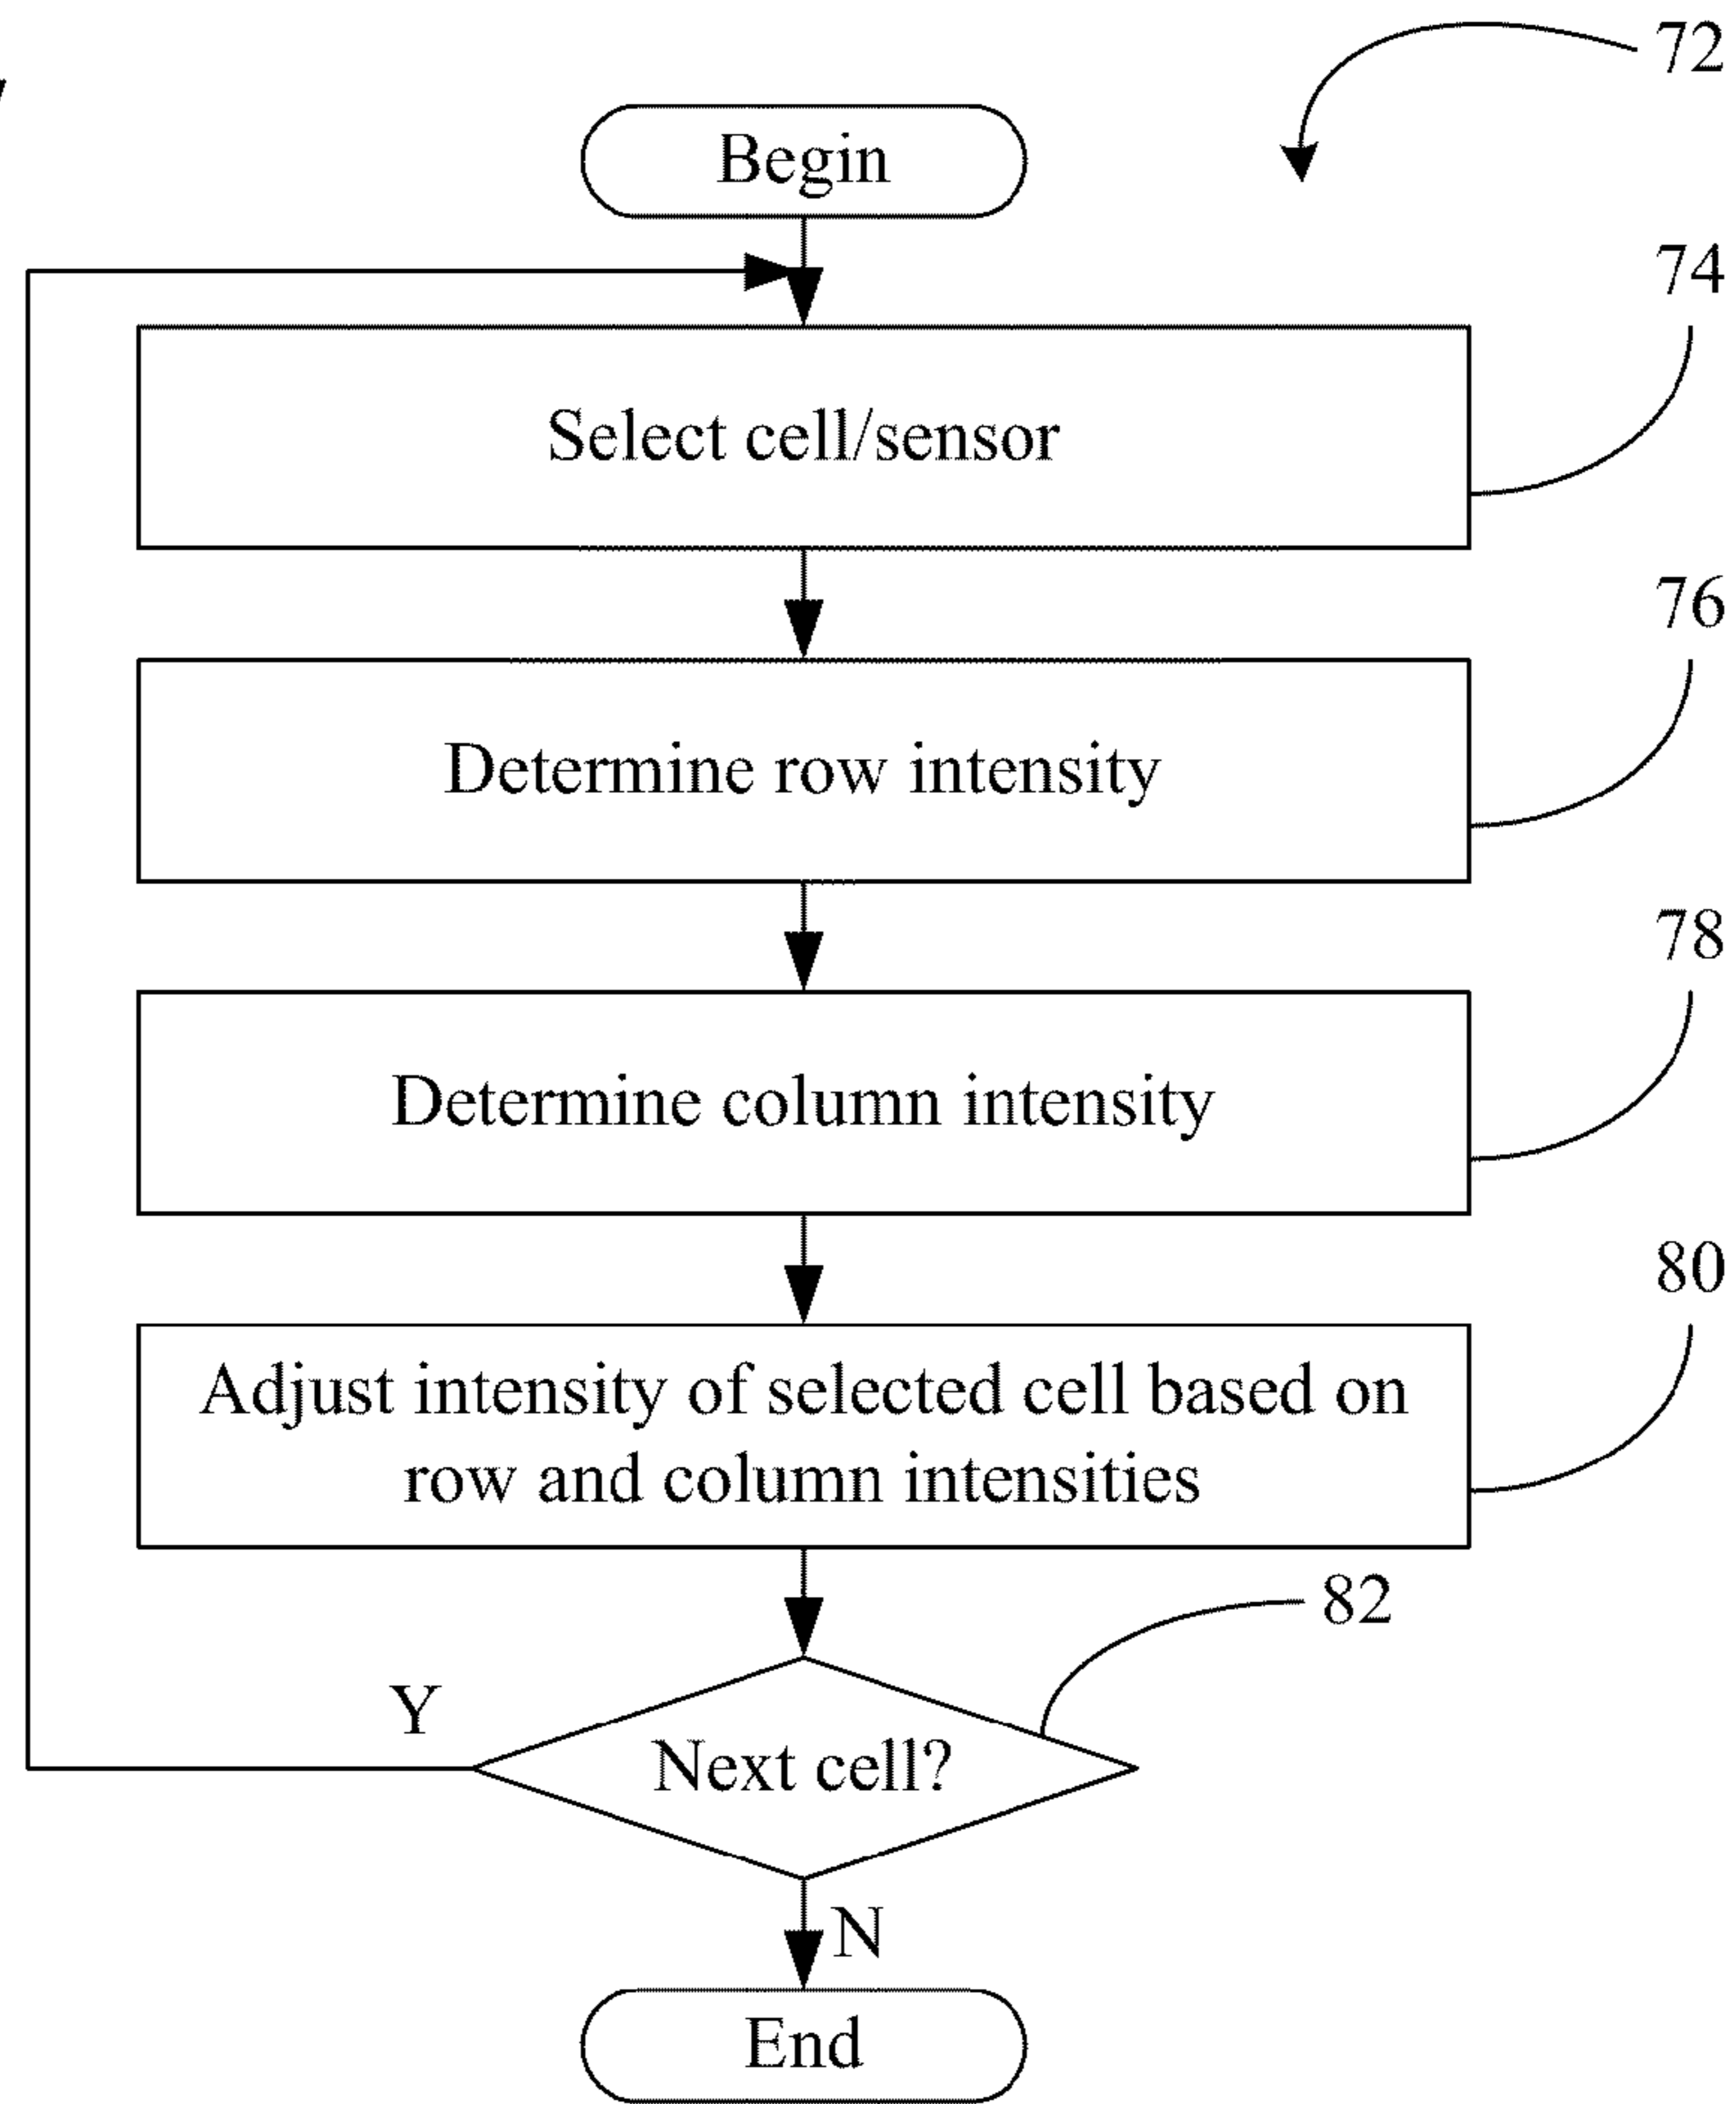 72
Begin
74
Select cell/sensor
76
Determine row intensity
78
Determine column intensity
80
Adjust intensity of selected cell based on
row and column intensities
82
Y
Next cell?
N
End